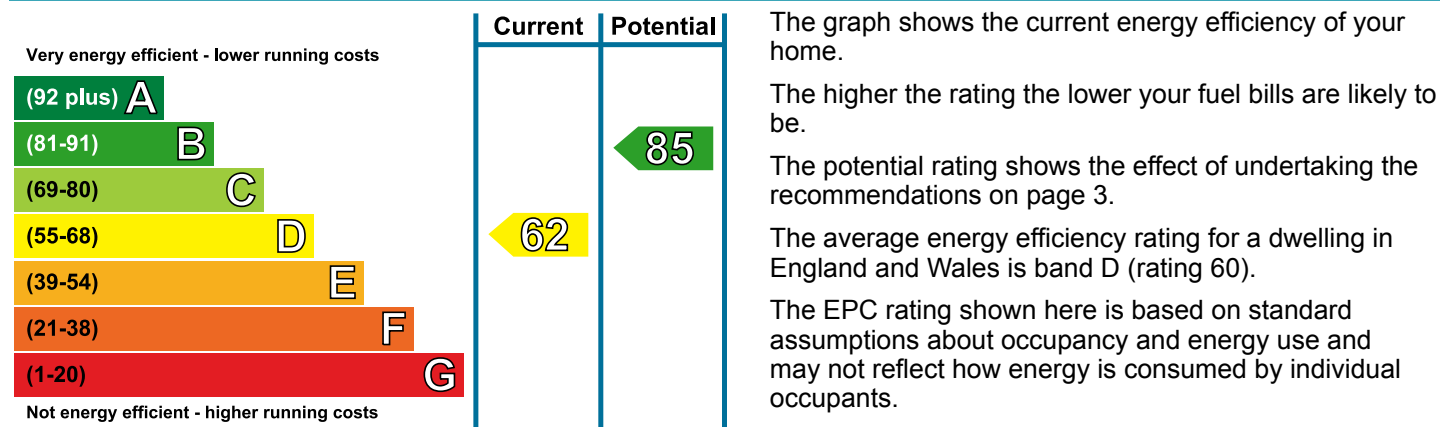 Current Potential
Very energy efficient - lower running costs
(92 plus) A
(81-91) B
(69-80) C
(55-68) D
(39-54) E
(21-38) F
(1-20) G
Not energy efficient - higher running costs
85
62
The graph shows the current energy efficiency of your
home.
The higher the rating the lower your fuel bills are likely to
be.
The potential rating shows the effect of undertaking the
recommendations on page 3.
The average energy efficiency rating for a dwelling in
England and Wales is band D (rating 60).
The EPC rating shown here is based on standard
assumptions about occupancy and energy use and
may not reflect how energy is consumed by individual
occupants.